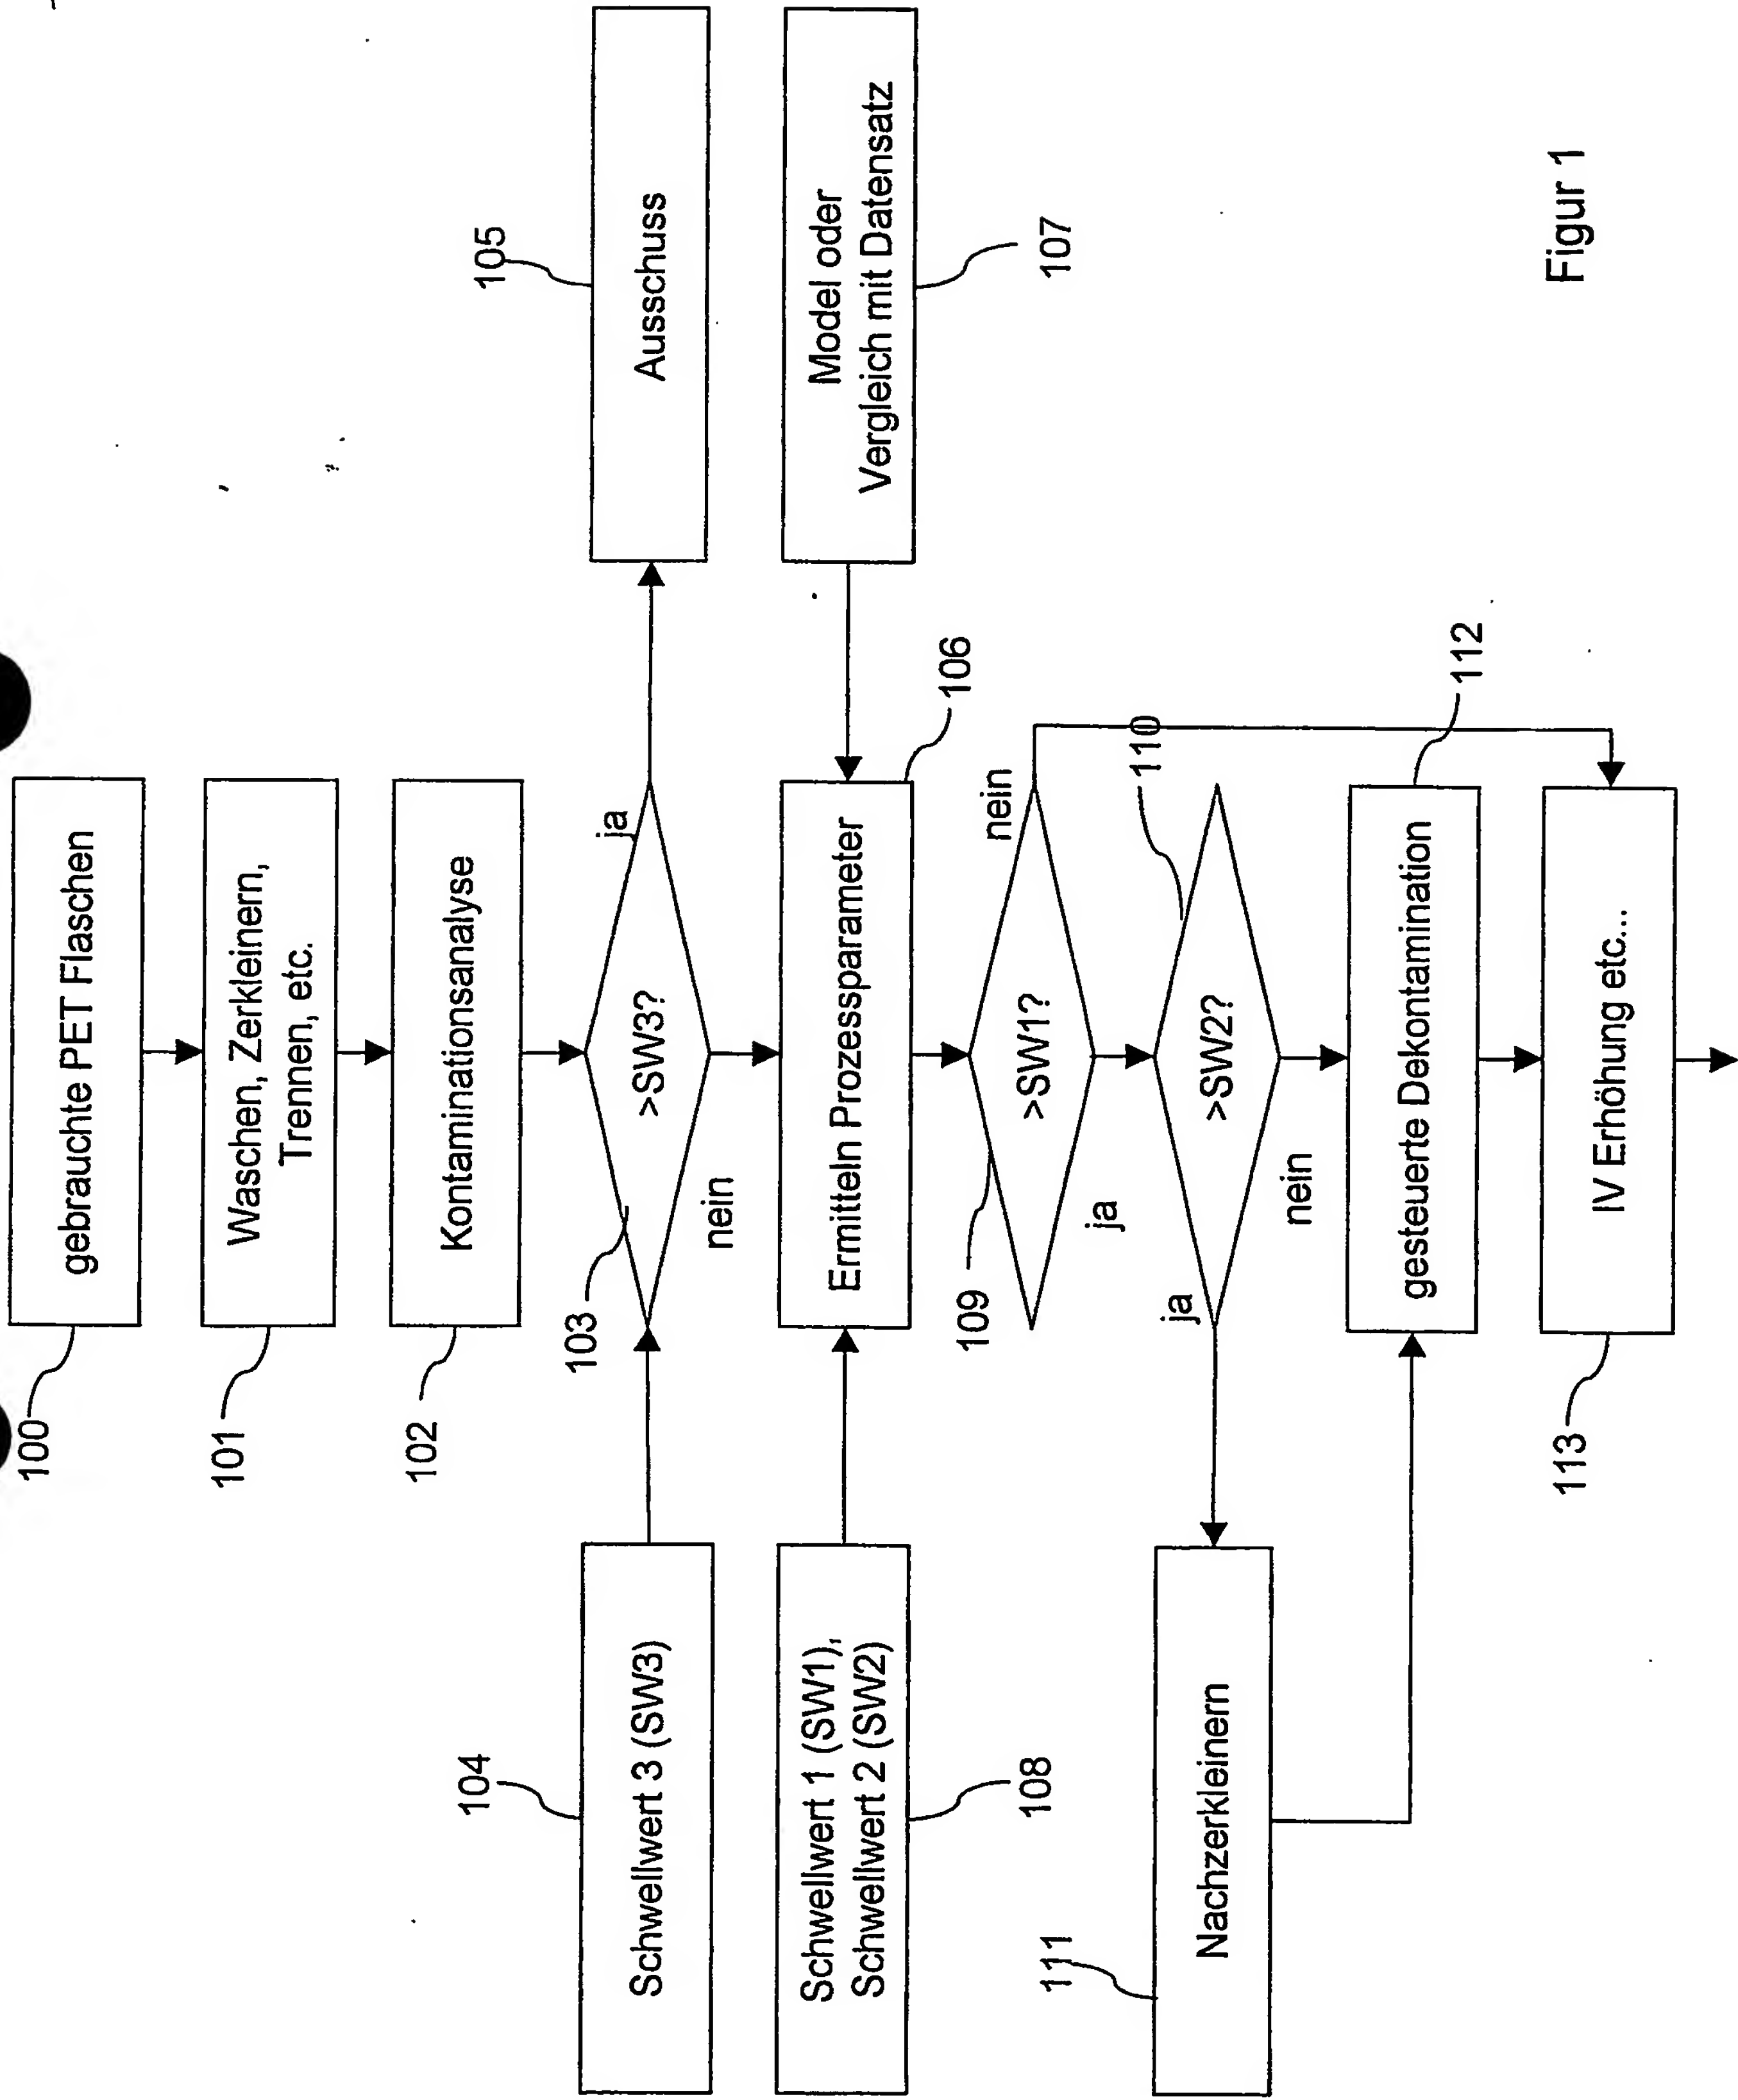 100
gebrauchte PET Flaschen
101
Waschen, Zerkleinern,
Trennen, etc.
102
Kontaminationsanalyse
104
Schwellwert 3 (SW3)
103
>SW3?
ja
nein
105
Ausschuss
108
Schwellwert 1 (SW1),
Schwellwert 2 (SW2)
Ermitteln Prozessparameter
106
Model oder
Vergleich mit Datensatz
107
109
>SW1?
nein
ja
110
>SW2?
ja
nein
111
Nachzerkleinern
gesteuerte Dekontamination
112
113
IV Erhöhung etc...
Figur 1